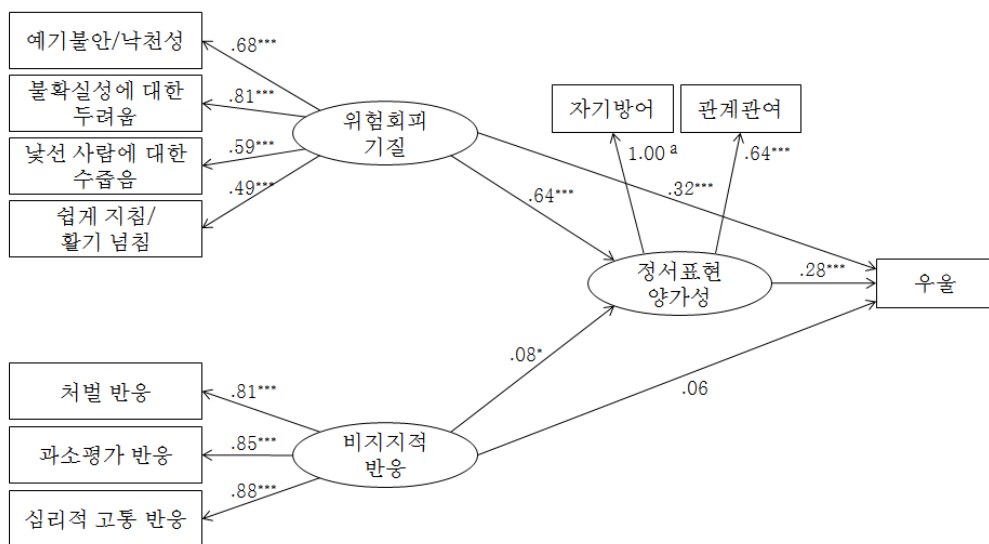 예기불안/낙천성
불확실성에 대한
두려움
낯선 사람에 대한
수줍음
쉽게 지침/
활기 넘침
.68***
.81***
.59***
.49***
위험회피
기질
자기방어
관계관여
1.00 a
.64***
.32***
.64***
정서표현
양가성
.28***
우울
.08*
.06
처벌 반응
과소평가 반응
심리적 고통 반응
.81***
.85***
.88***
비지지적
반응